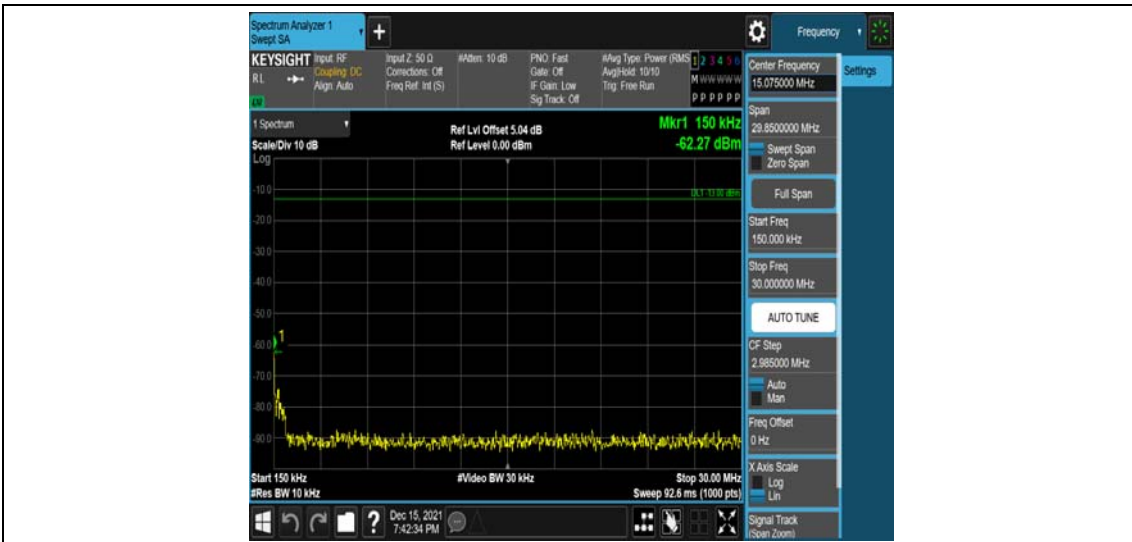 Spectrum Analyzer 1
Swept SA
+
Frequency
KEYSIGHT
RL
Input: RF
Coupling: DC
Align: Auto
Input Z: 50 Ω
Corrections: Off
Freq Ref: Int (S)
#Atten: 10 dB
PNO: Fast
Gate: Off
IF Gain: Low
Sig Track: Off
#Avg Type: Power (RMS
Avg|Hold: 10/10
Trig: Free Run
1 2 3 4 5 6
M W W W W W
P P P P P P
1 Spectrum
Scale/Div 10 dB
Log
Ref Lvl Offset 5.04 dB
Ref Level 0.00 dBm
Mkr1 150 kHz
-62.27 dBm
DL1 -13.00 dBm
-10.0
-20.0
-30.0
-40.0
-50.0
-60.0
-70.0
-80.0
-90.0
1
Start 150 kHz
#Res BW 10 kHz
#Video BW 30 kHz
Stop 30.00 MHz
Sweep 92.6 ms (1000 pts)
?
Dec 15, 2021
7:42:34 PM
Center Frequency
15.075000 MHz
Settings
Span
29.8500000 MHz
Swept Span
Zero Span
Full Span
Start Freq
150.000 kHz
Stop Freq
30.000000 MHz
AUTO TUNE
CF Step
2.985000 MHz
Auto
Man
Freq Offset
0 Hz
X Axis Scale
Log
Lin
Signal Track
(Span Zoom)